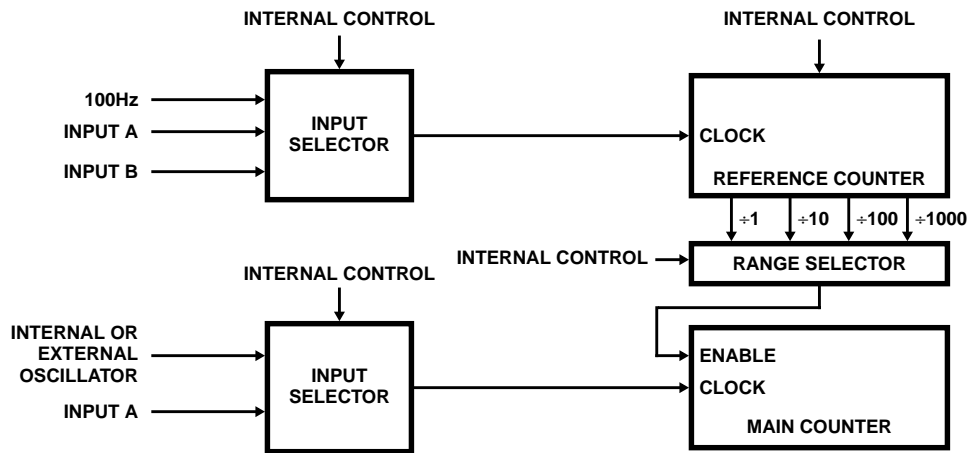 INTERNAL CONTROL
INTERNAL CONTROL
100Hz
INPUT A
INPUT B
INPUT
SELECTOR
CLOCK
REFERENCE COUNTER
÷1
÷10
÷100
÷1000
INTERNAL CONTROL
RANGE SELECTOR
INTERNAL CONTROL
INTERNAL OR
EXTERNAL
OSCILLATOR
INPUT A
INPUT
SELECTOR
ENABLE
CLOCK
MAIN COUNTER